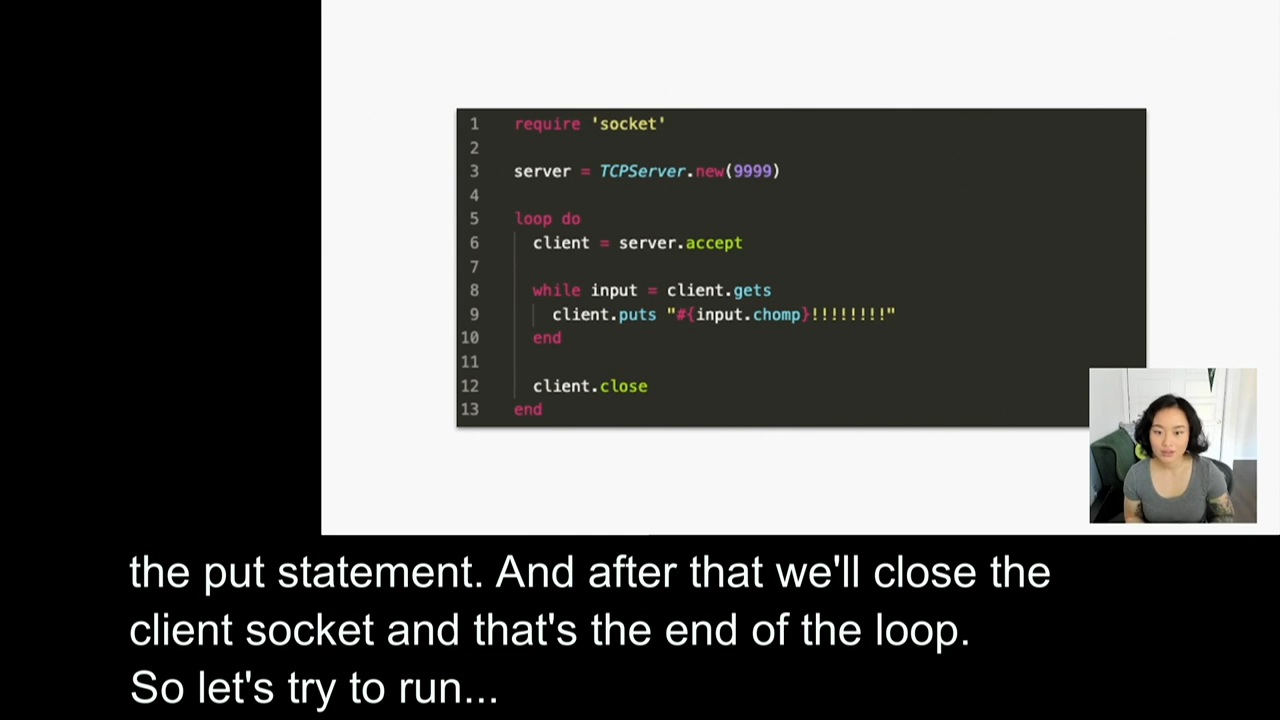 1 require 'socket'
2
3 server = TCPServer.new(9999)
4
5 loop do
6 client = server.accept
7
8 while input = client.gets
9 client.puts "#{input.chomp}!!!!!!!!"
10 end
11
12 client.close
13 end
the put statement. And after that we'll close the
client socket and that's the end of the loop.
So let's try to run...